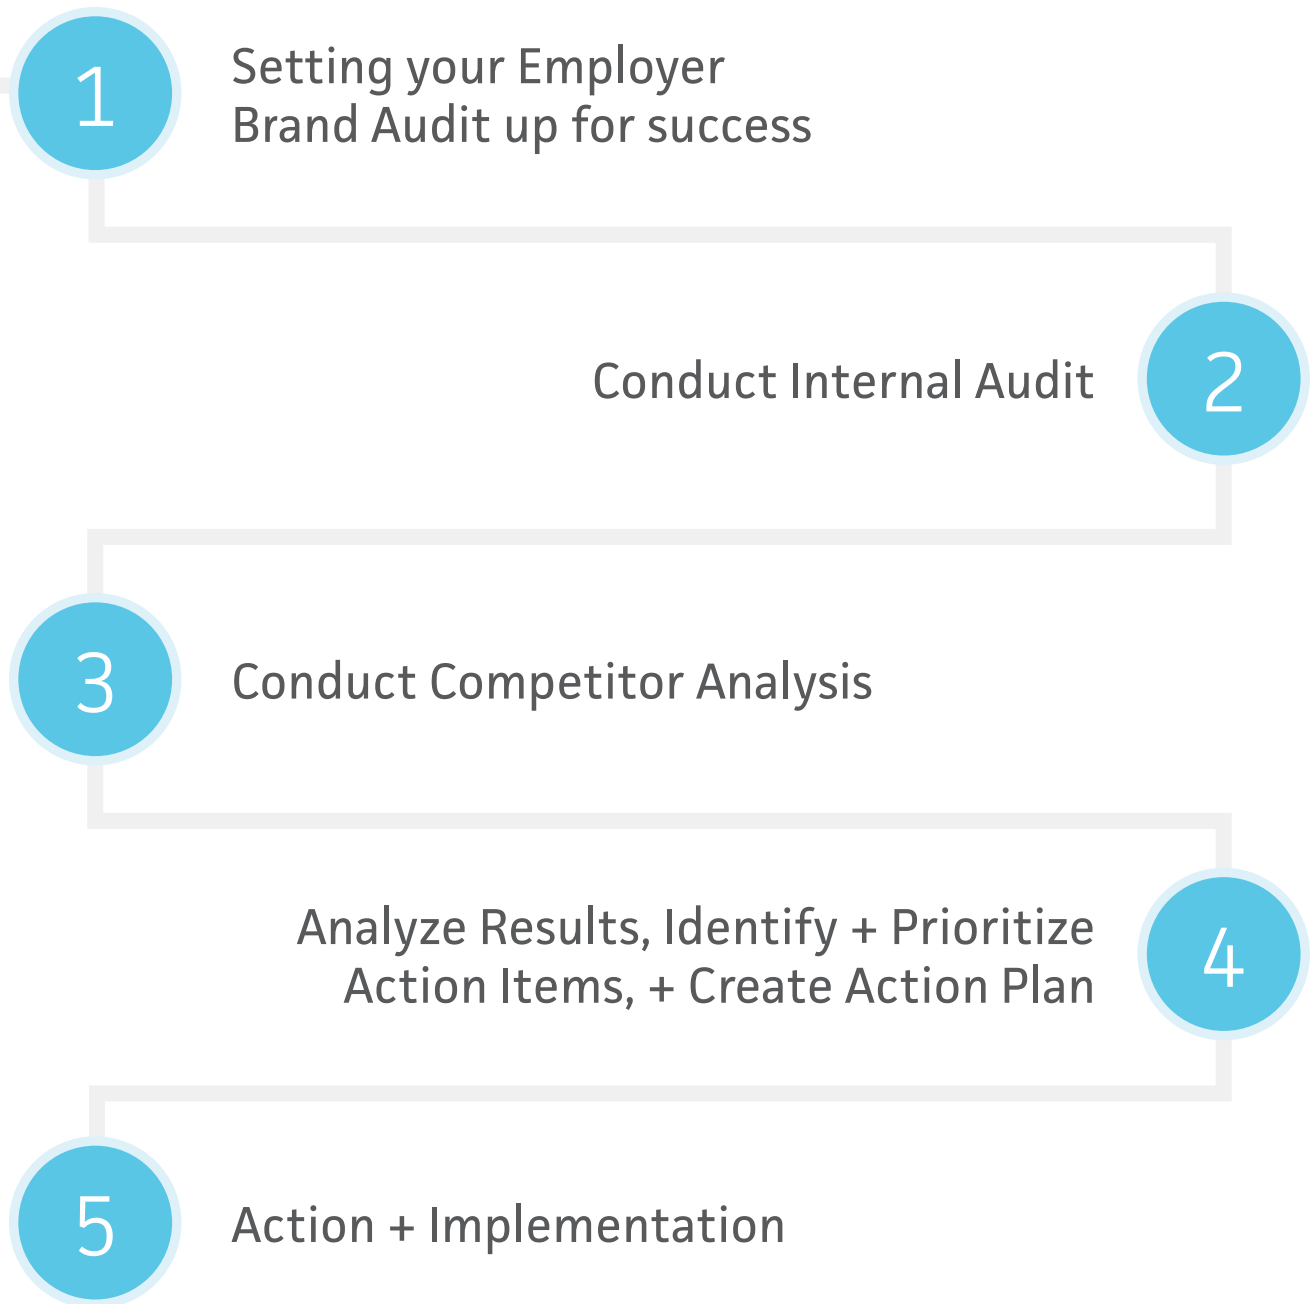 1
Setting your Employer
Brand Audit up for success
Conduct Internal Audit
2
3
Conduct Competitor Analysis
Analyze Results, Identify + Prioritize
Action Items, + Create Action Plan
4
5
Action + Implementation